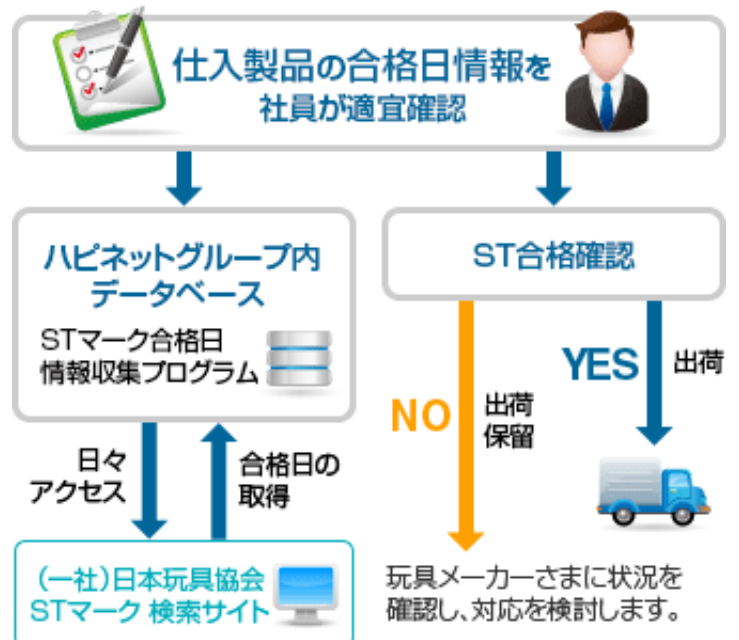 仕入製品の合格日情報を
社員が適宜確認
ハピネットグループ内
データベース
STマーク合格日
情報収集プログラム
日々
アクセス
合格日の
取得
(一社)日本玩具協会
STマーク 検索サイト
ST合格確認
NO
出荷
保留
YES
出荷
玩具メーカーさまに状況を
確認し、対応を検討します。